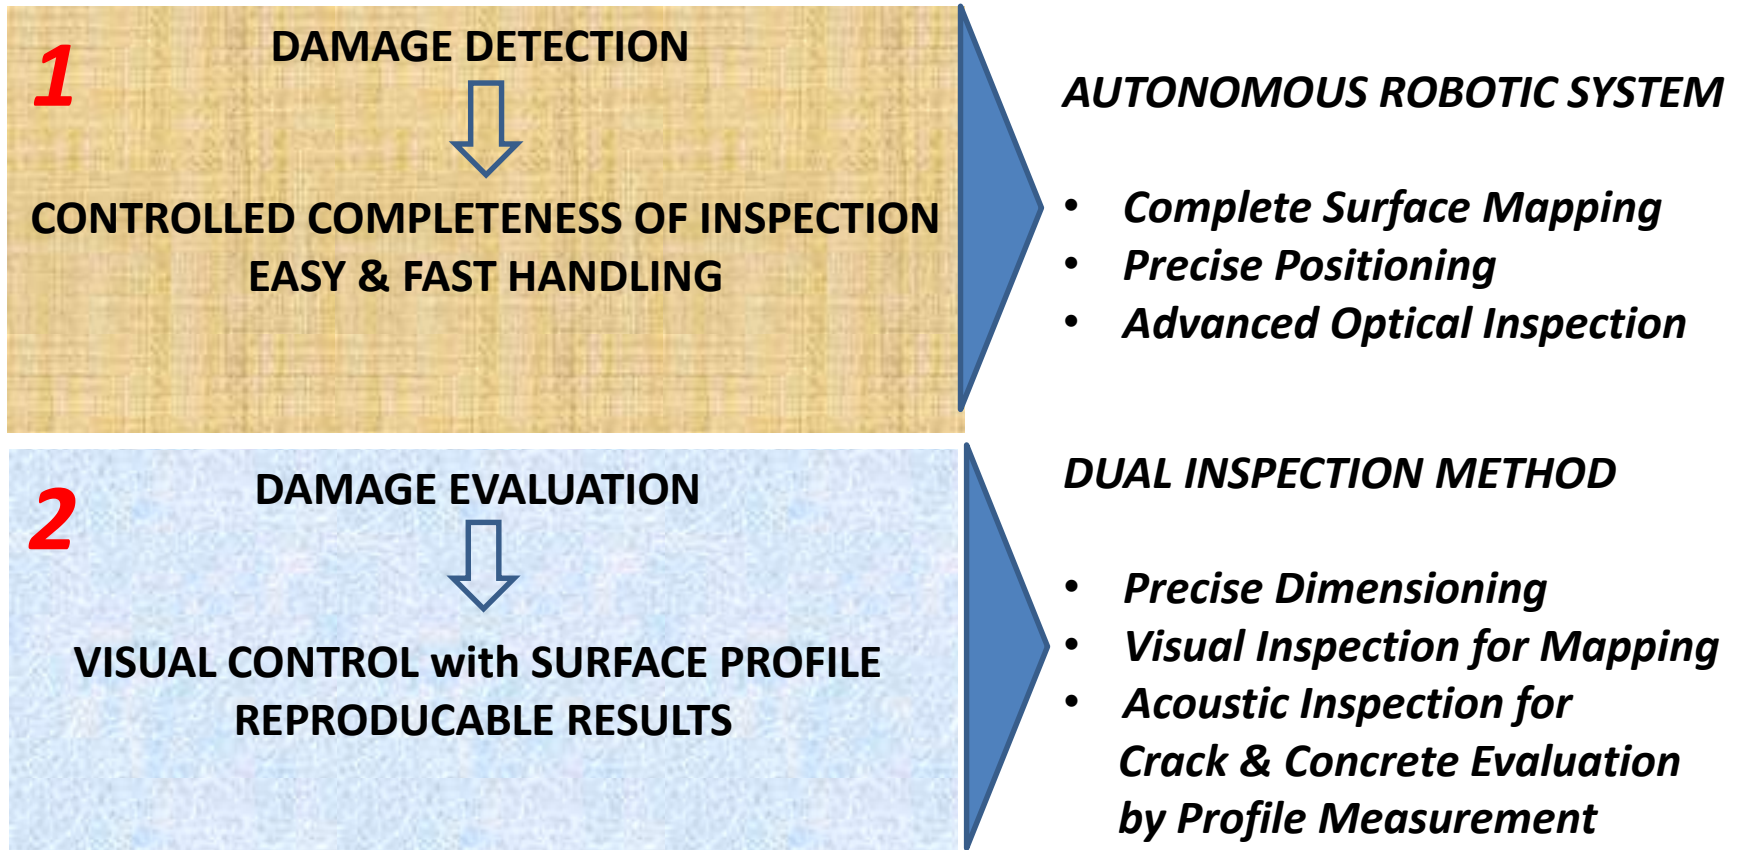 1
DAMAGE DETECTION
CONTROLLED COMPLETENESS OF INSPECTION
EASY & FAST HANDLING
AUTONOMOUS ROBOTIC SYSTEM
• Complete Surface Mapping
• Precise Positioning
• Advanced Optical Inspection
2
DAMAGE EVALUATION
VISUAL CONTROL with SURFACE PROFILE
REPRODUCABLE RESULTS
DUAL INSPECTION METHOD
• Precise Dimensioning
• Visual Inspection for Mapping
• Acoustic Inspection for
Crack & Concrete Evaluation
by Profile Measurement